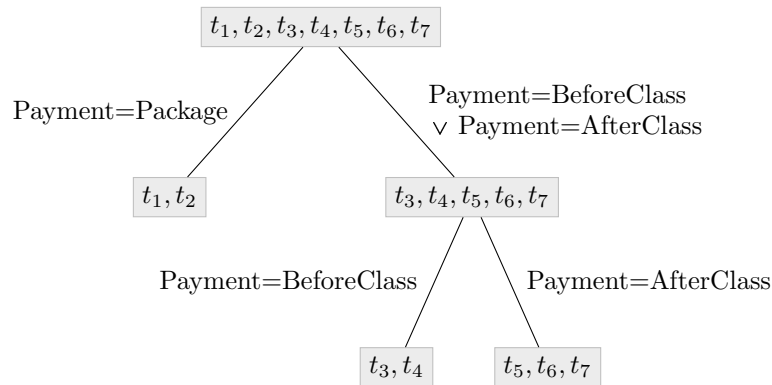 t₁, t₂, t₃, t₄, t₅, t₆, t₇
Payment=Package
Payment=BeforeClass
∨ Payment=AfterClass
t₁, t₂
t₃, t₄, t₅, t₆, t₇
Payment=BeforeClass
Payment=AfterClass
t₃, t₄
t₅, t₆, t₇